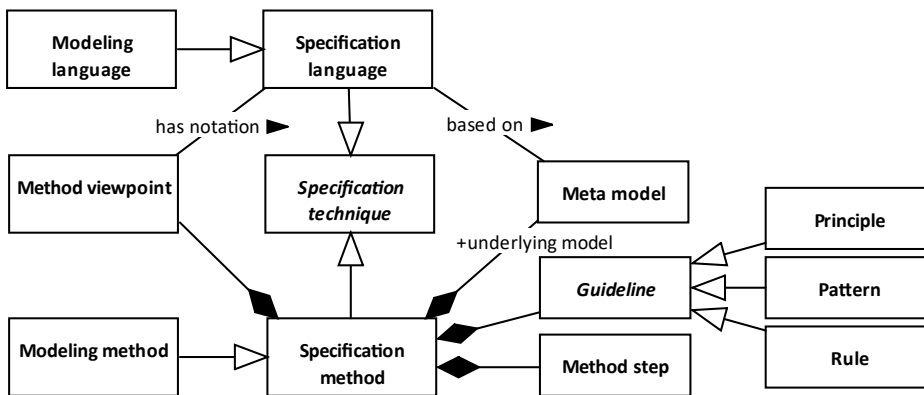 Modeling
language
Specification
language
has notation ►
based on ►
Method viewpoint
Specification
technique
Meta model
+underlying model
Principle
Guideline
Pattern
Modeling method
Specification
method
Method step
Rule